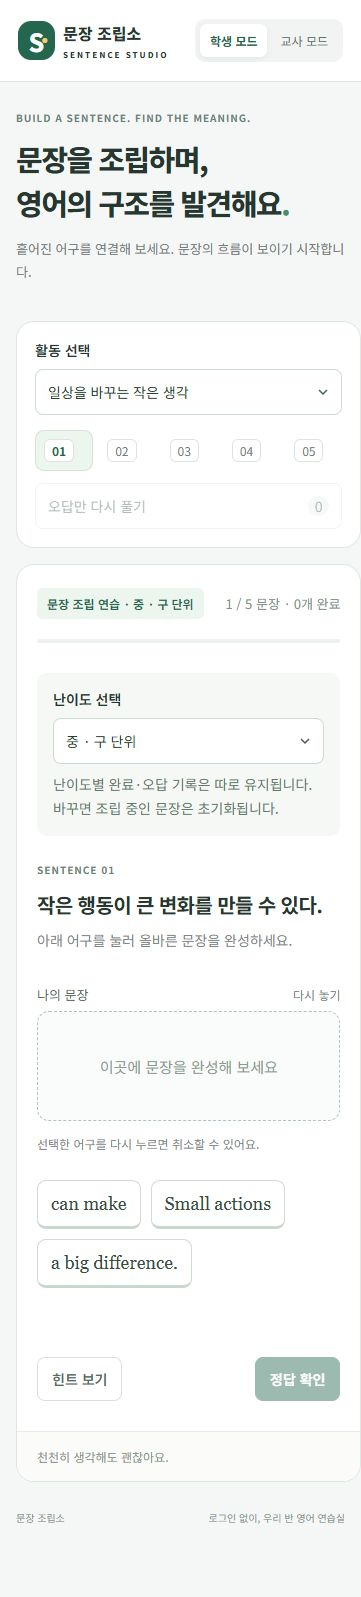 S
문장 조립소
SENTENCE STUDIO
학생 모드
교사 모드
BUILD A SENTENCE. FIND THE MEANING.
문장을 조립하며,
영어의 구조를 발견해요.
흩어진 어구를 연결해 보세요. 문장의 흐름이 보이기 시작합니
다.
활동 선택
일상을 바꾸는 작은 생각
01 02 03 04 05
오답만 다시 풀기 0
문장 조립 연습 · 중 · 구 단위
1 / 5 문장 · 0개 완료
난이도 선택
중 · 구 단위
난이도별 완료·오답 기록은 따로 유지됩니다.
바꾸면 조립 중인 문장은 초기화됩니다.
SENTENCE 01
작은 행동이 큰 변화를 만들 수 있다.
아래 어구를 눌러 올바른 문장을 완성하세요.
나의 문장 다시 놓기
이곳에 문장을 완성해 보세요
선택한 어구를 다시 누르면 취소할 수 있어요.
can make
Small actions
a big difference.
힌트 보기
정답 확인
천천히 생각해도 괜찮아요.
문장 조립소
로그인 없이, 우리 반 영어 연습실